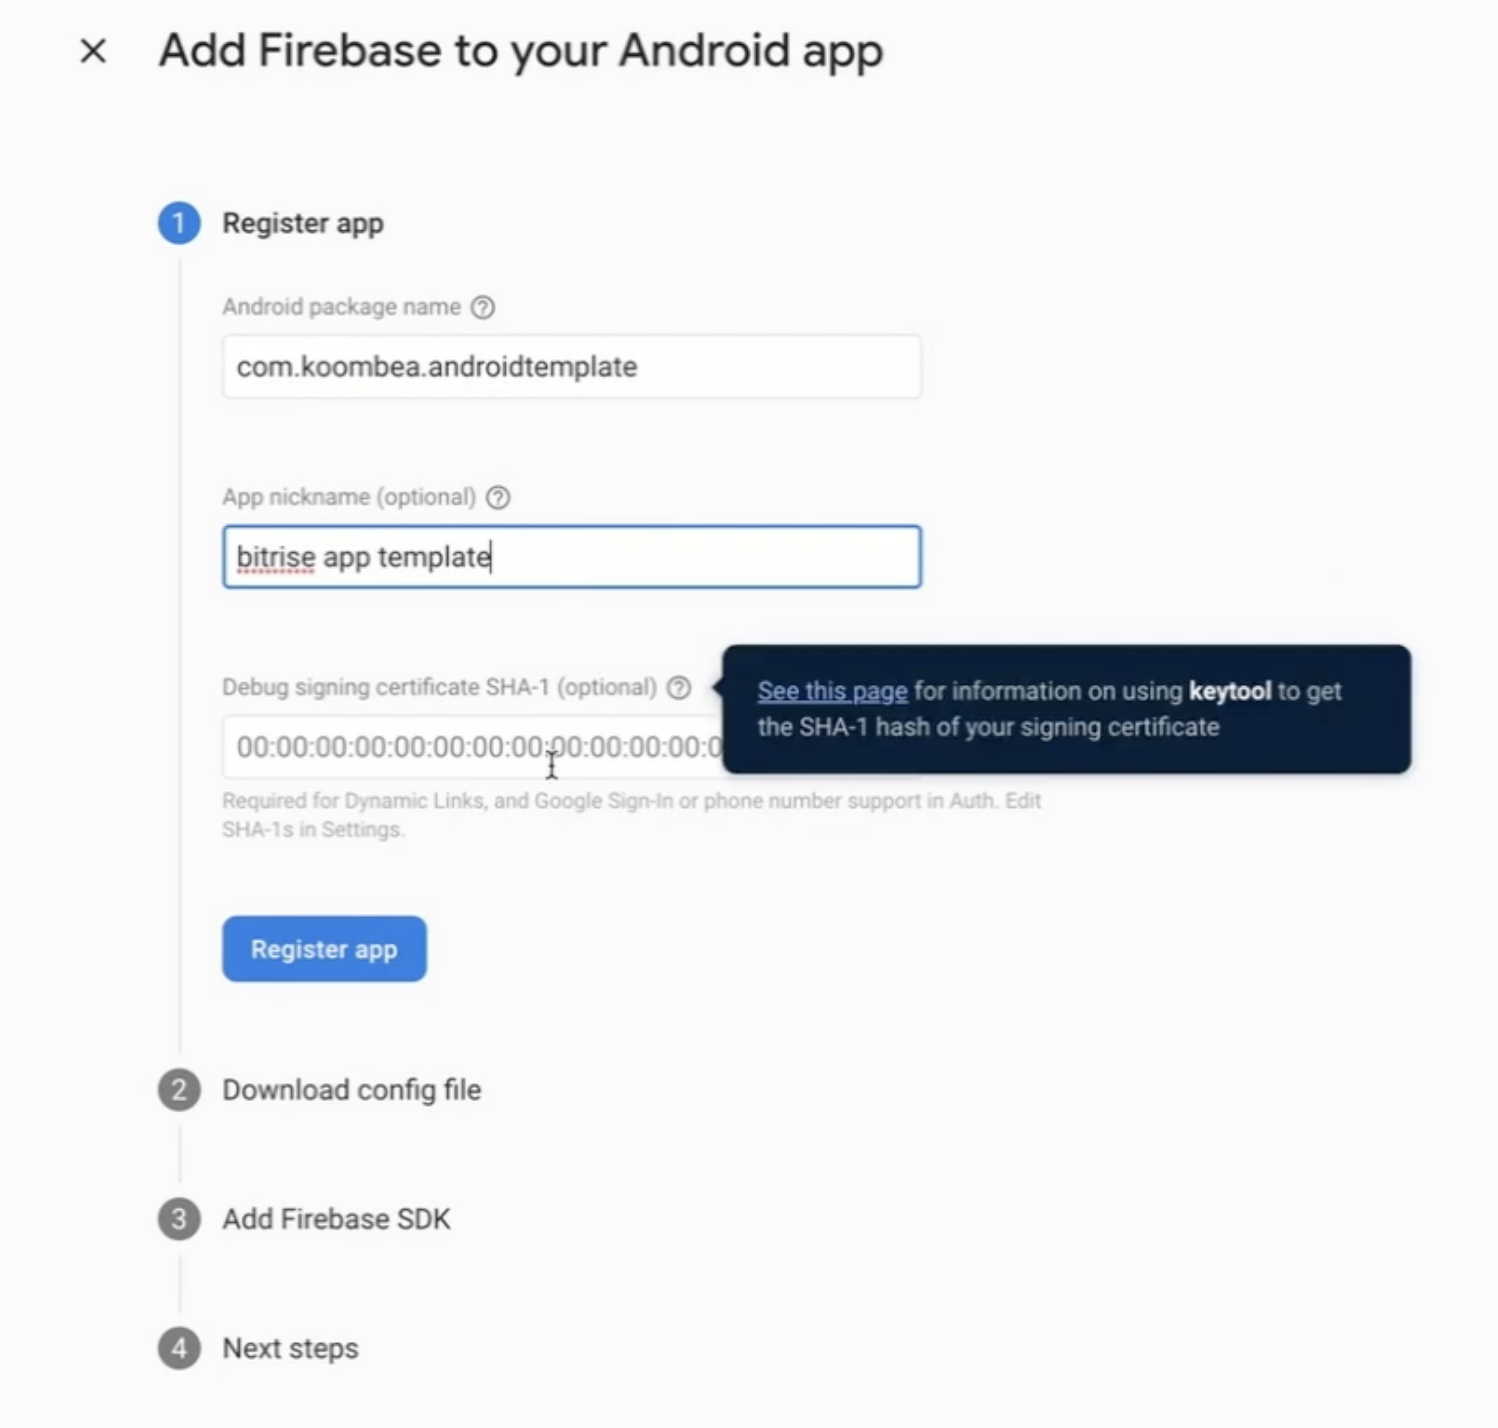 Add Firebase to your Android app
1 Register app
Android package name ?
com.koombea.androidtemplate
App nickname (optional) ?
bitrise app template
Debug signing certificate SHA-1 (optional) ?
See this page for information on using keytool to get
the SHA-1 hash of your signing certificate
00:00:00:00:00:00:00:00:00:00:00:00:0
Required for Dynamic Links, and Google Sign-In or phone number support in Auth. Edit
SHA-1s in Settings.
Register app
2 Download config file
3 Add Firebase SDK
4 Next steps